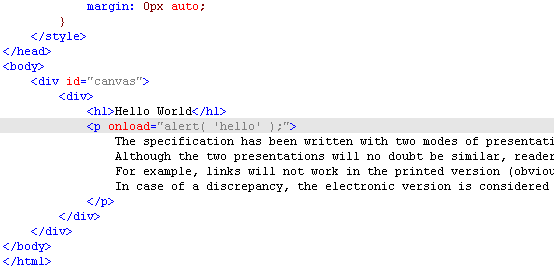 margin: 0px auto;
}
</style>
</head>
<body>
<div id="canvas">
<div>
<h1>Hello World</h1>
<p onload="alert( 'hello' );">
The specification has been written with two modes of presentati
Although the two presentations will no doubt be similar, reader
For example, links will not work in the printed version (obviou
In case of a discrepancy, the electronic version is considered
</p>
</div>
</div>
</body>
</html>